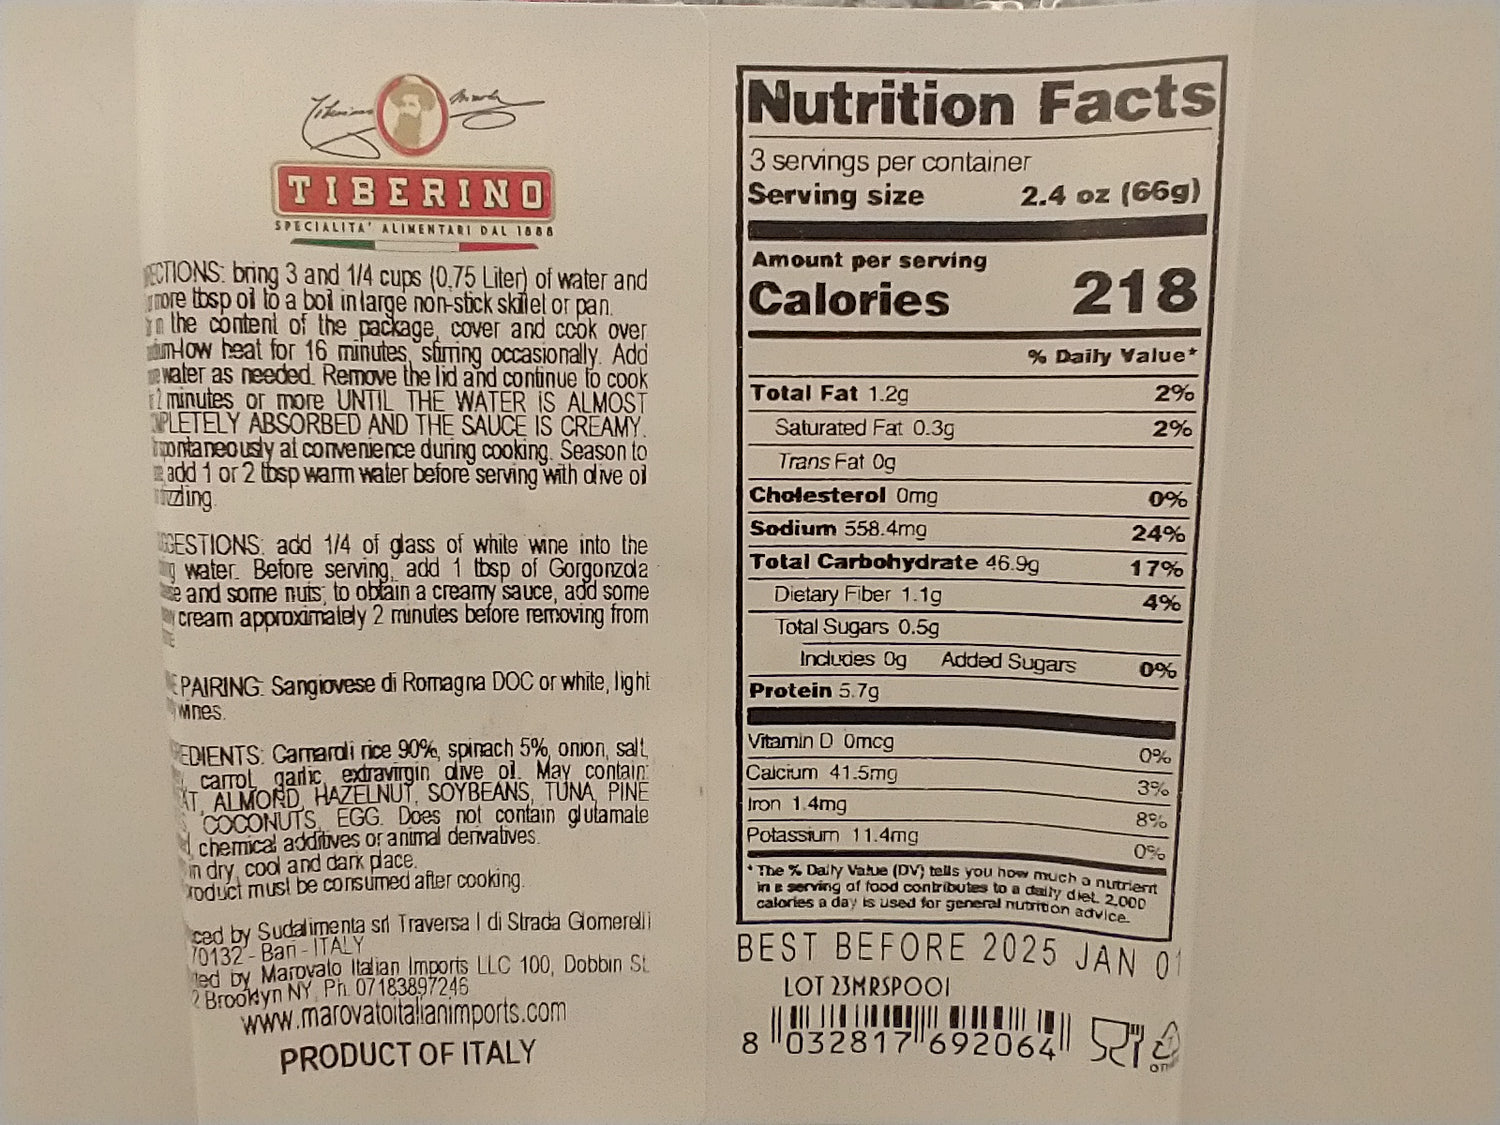 TIBERINO
SPECIALITA' ALIMENTARI DAL 1888
bring 3 and 1/4 cups (0,75 Liter) of water and
more tbsp oil to a boil in large non-stick skillet or pan.
the content of the package, cover and cook over
low heat for 16 minutes, stirring occasionally. Add
water as needed. Remove the lid and continue to cook
2 minutes or more UNTIL THE WATER IS ALMOST
PLETELY ABSORBED AND THE SAUCE IS CREAMY.
pontaneously at convenience during cooking. Season to
add 1 or 2 tbsp warm water before serving with olive oil
zzling.
GESTIONS: add 1/4 of glass of white wine into the
water. Before serving, add 1 tbsp of Gorgonzola
and some nuts; to obtain a creamy sauce, add some
cream approximately 2 minutes before removing from
PAIRING: Sangiovese di Romagna DOC or white, light
wines.
EDIENTS: Carnaroli rice 90%, spinach 5%, onion, salt,
carrot, garlic, extravirgin olive oil. May contain:
AT, ALMOND, HAZELNUT, SOYBEANS, TUNA, PINE
COCONUTS, EGG. Does not contain glutamate
chemical additives or animal derivatives.
in dry, cool and dark place.
roduct must be consumed after cooking.
ced by Sudalimenta srl Traversa I di Strada Glomerelli
70132 - Bari - ITALY
ted by Marovato Italian Imports LLC 100, Dobbin St.
2 Brooklyn NY, Ph. 07183897246
www.marovatoitalianimports.com
PRODUCT OF ITALY
Nutrition Facts
3 servings per container
Serving size 2.4 oz (66g)
Amount per serving
Calories 218
% Daily Value*
Total Fat 1.2g 2%
Saturated Fat 0.3g 2%
Trans Fat 0g
Cholesterol 0mg 0%
Sodium 558.4mg 24%
Total Carbohydrate 46.9g 17%
Dietary Fiber 1.1g 4%
Total Sugars 0.5g
Includes 0g Added Sugars 0%
Protein 5.7g
Vitamin D 0mcg 0%
Calcium 41.5mg 3%
Iron 1.4mg 8%
Potassium 11.4mg 0%
* The % Daily Value (DV) tells you how much a nutrient
in a serving of food contributes to a daily diet. 2,000
calories a day is used for general nutrition advice.
BEST BEFORE 2025 JAN 01
LOT 23MRSP001
8 032817 692064